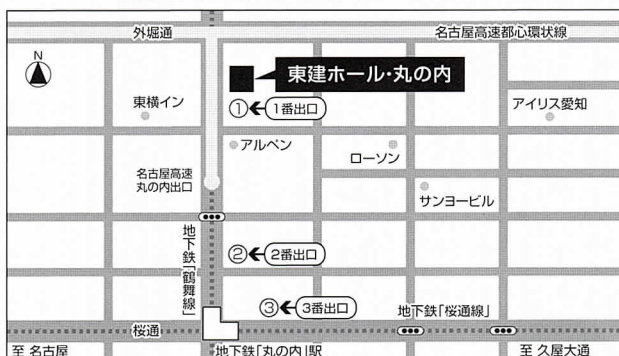 外堀通
名古屋高速都心環状線
N
東建ホール・丸の内
東横イン
① 1番出口
アイリス愛知
アルペン
ローソン
名古屋高速
丸の内出口
サンヨービル
地下鉄「鶴舞線」
② 2番出口
③ 3番出口
地下鉄「桜通線」
桜通
至 名古屋
地下鉄「丸の内」駅
至 久屋大通